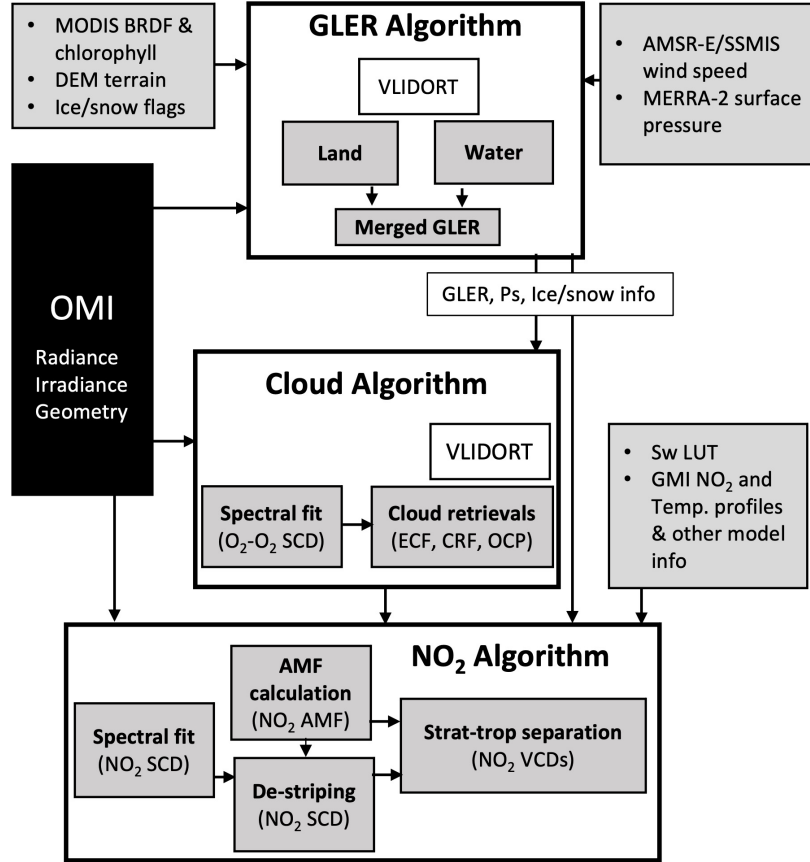 • MODIS BRDF &
chlorophyll
• DEM terrain
• Ice/snow flags
GLER Algorithm
VLIDORT
Land
Water
Merged GLER
• AMSR-E/SSMIS
wind speed
• MERRA-2 surface
pressure
OMI
Radiance
Irradiance
Geometry
GLER, Ps, Ice/snow info
Cloud Algorithm
VLIDORT
Spectral fit
(O₂-O₂ SCD)
Cloud retrievals
(ECF, CRF, OCP)
• Sw LUT
• GMI NO₂ and
Temp. profiles
& other model
info
NO₂ Algorithm
AMF
calculation
(NO₂ AMF)
Spectral fit
(NO₂ SCD)
De-striping
(NO₂ SCD)
Strat-trop separation
(NO₂ VCDs)